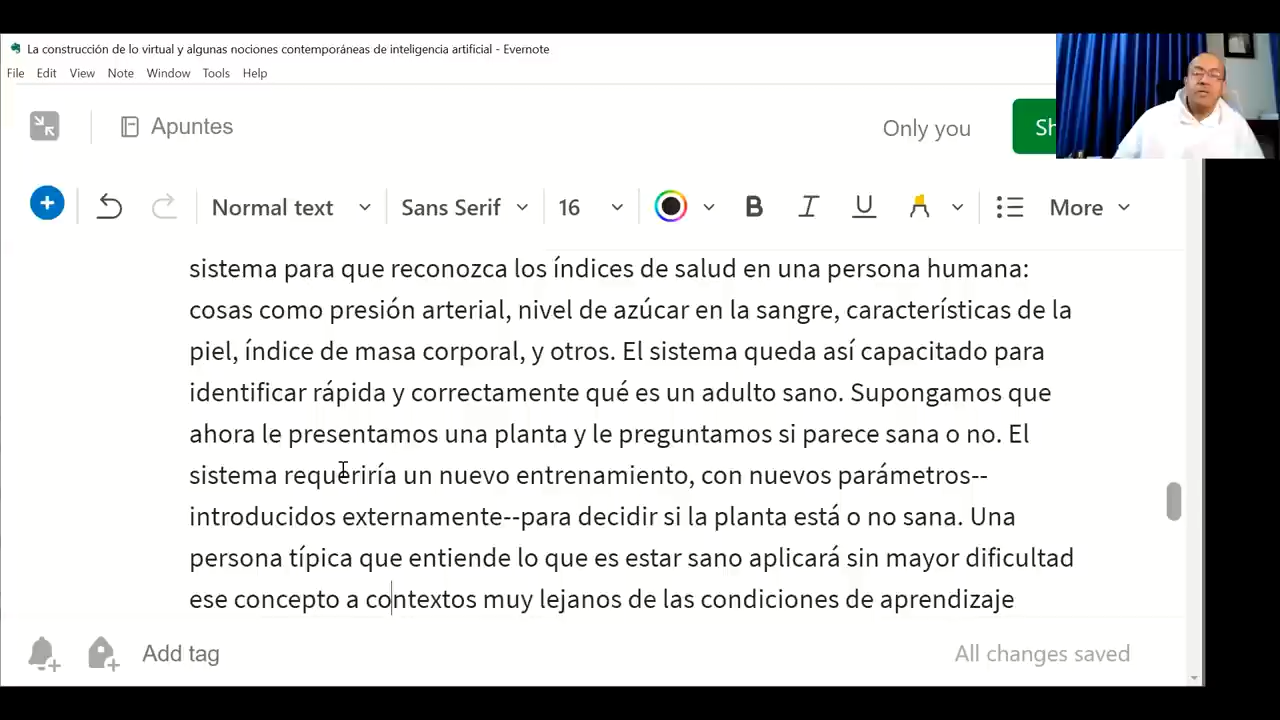 La construcción de lo virtual y algunas nociones contemporáneas de inteligencia artificial - Evernote
File Edit View Note Window Tools Help
Apuntes
Only you
Sh
Normal text
Sans Serif
16
B I U
More
sistema para que reconozca los índices de salud en una persona humana:
cosas como presión arterial, nivel de azúcar en la sangre, características de la
piel, índice de masa corporal, y otros. El sistema queda así capacitado para
identificar rápida y correctamente qué es un adulto sano. Supongamos que
ahora le presentamos una planta y le preguntamos si parece sana o no. El
sistema requeriría un nuevo entrenamiento, con nuevos parámetros--
introducidos externamente--para decidir si la planta está o no sana. Una
persona típica que entiende lo que es estar sano aplicará sin mayor dificultad
ese concepto a contextos muy lejanos de las condiciones de aprendizaje
Add tag
All changes saved